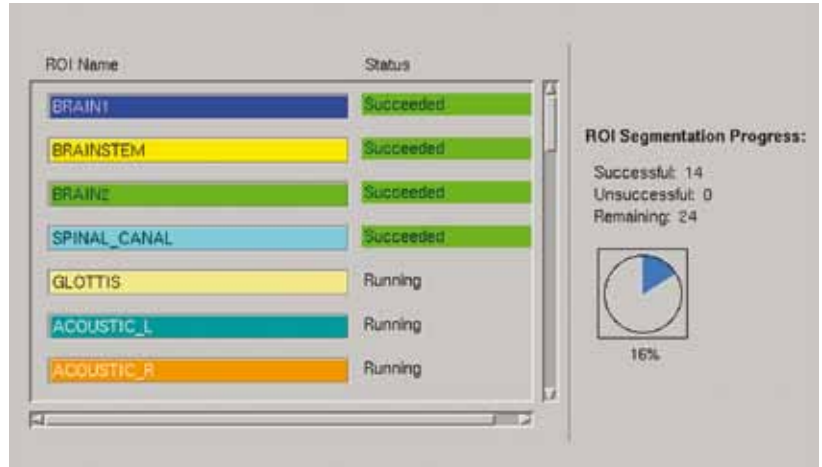 ROI Name Status
BRAIN1 Succeeded
BRAINSTEM Succeeded
BRAIN2 Succeeded
SPINAL_CANAL Succeeded
GLOTTIS Running
ACOUSTIC_L Running
ACOUSTIC_R Running
ROI Segmentation Progress:
Successful: 14
Unsuccessful: 0
Remaining: 24
16%